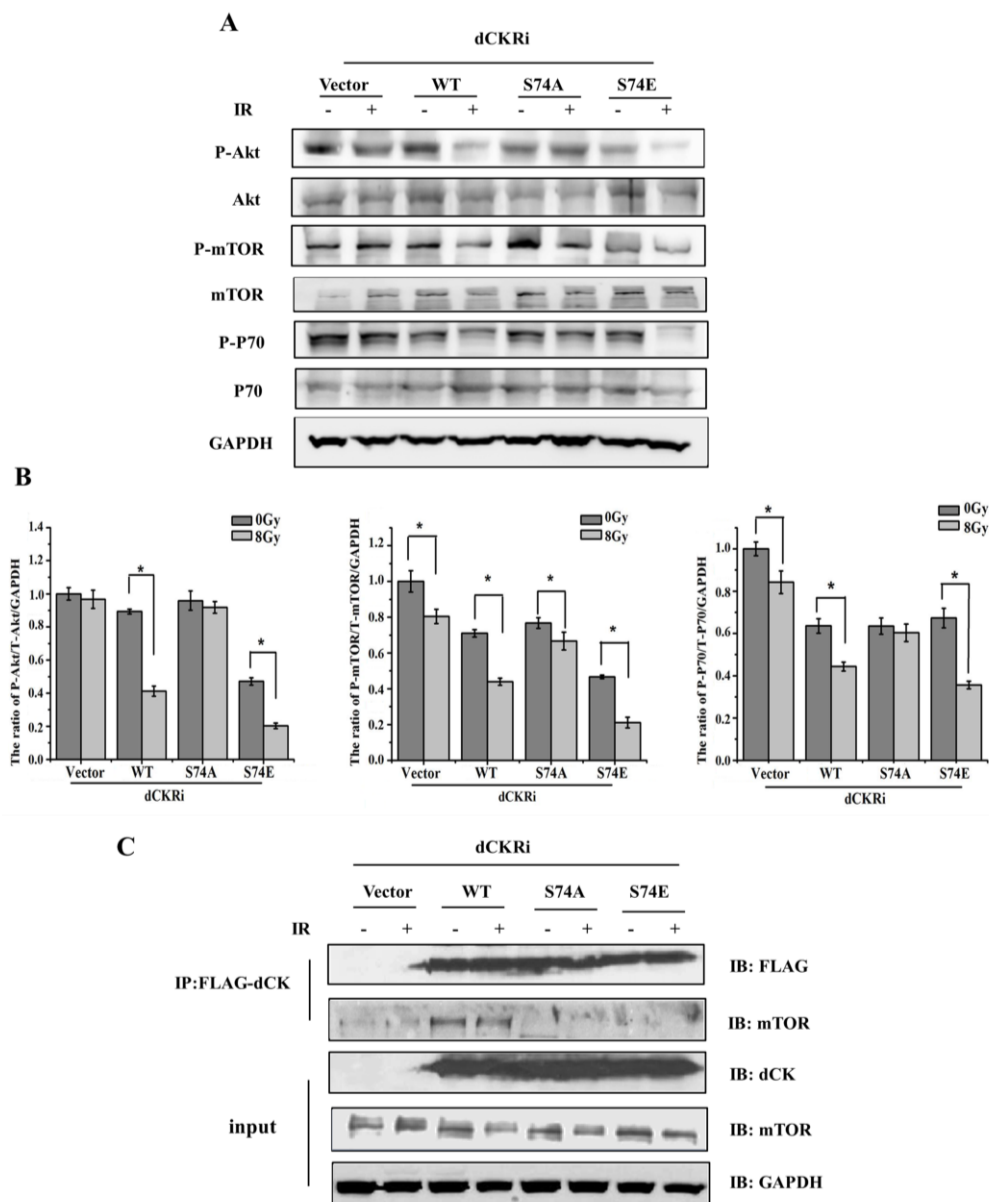 A
dCKRi
Vector WT S74A S74E
IR - + - + - + - +
P-Akt
Akt
P-mTOR
mTOR
P-P70
P70
GAPDH
B
The ratio of P-Akt/T-Akt/GAPDH
1.4
1.2
1.0
0.8
0.6
0.4
0.2
0.0
0Gy
8Gy
*
*
Vector WT S74A S74E
dCKRi
The ratio of P-mTOR/T-mTOR/GAPDH
1.2
1.0
0.8
0.6
0.4
0.2
0.0
0Gy
8Gy
*
*
*
*
Vector WT S74A S74E
dCKRi
The ratio of P-P70/T-P70/GAPDH
1.0
0.8
0.6
0.4
0.2
0.0
0Gy
8Gy
*
*
*
Vector WT S74A S74E
dCKRi
C
dCKRi
Vector WT S74A S74E
IR - + - + - + - +
IP:FLAG-dCK
IB: FLAG
IB: mTOR
input
IB: dCK
IB: mTOR
IB: GAPDH